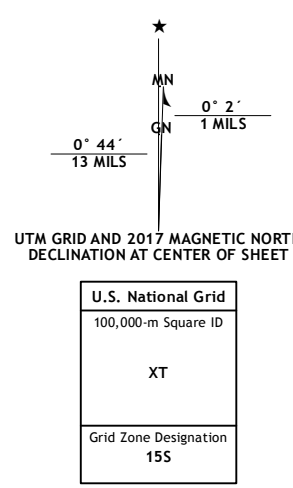 MN
0° 2´
1 MILS
GN
0° 44´
13 MILS
UTM GRID AND 2017 MAGNETIC NORT
DECLINATION AT CENTER OF SHEET
U.S. National Grid
100,000-m Square ID
XT
Grid Zone Designation
15S